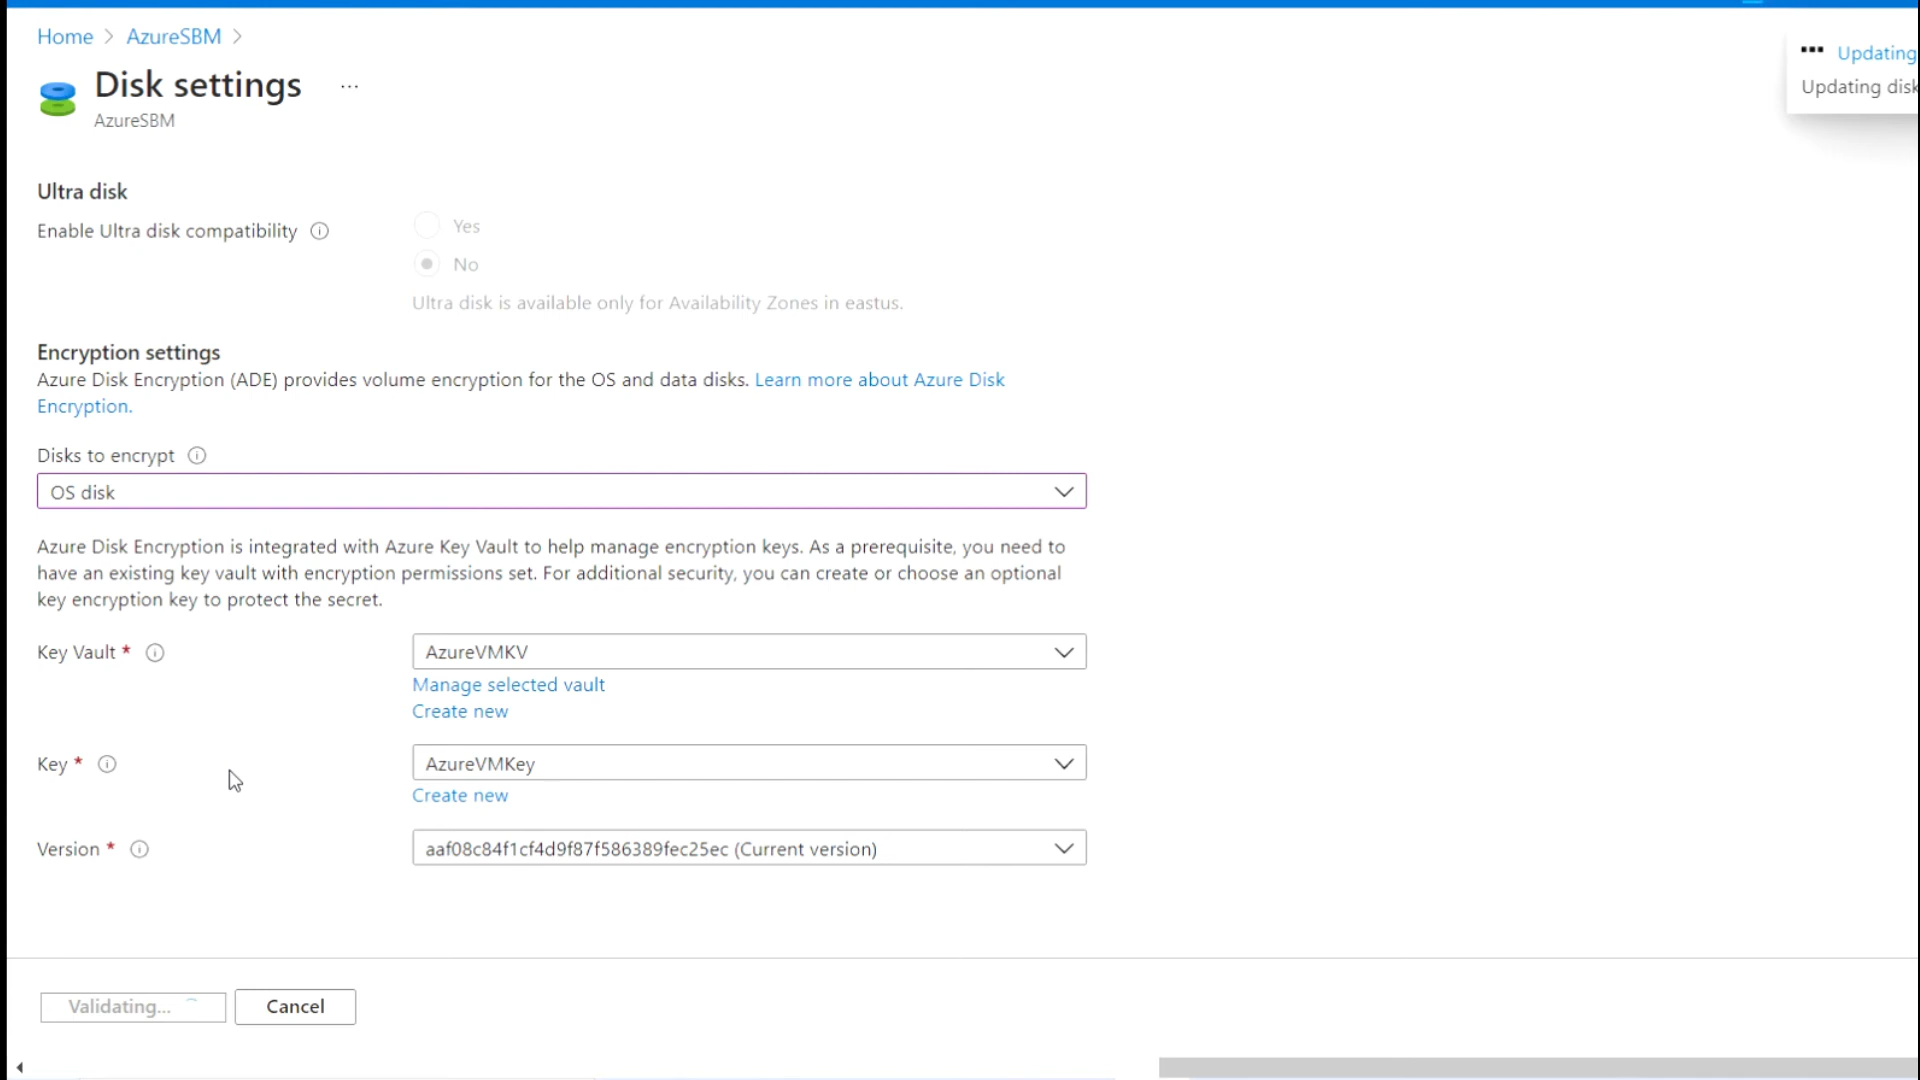 Home > AzureSBM >
Disk settings ...
AzureSBM
... Updating
Updating disk
Ultra disk
Enable Ultra disk compatibility
Yes
No
Ultra disk is available only for Availability Zones in eastus.
Encryption settings
Azure Disk Encryption (ADE) provides volume encryption for the OS and data disks. Learn more about Azure Disk
Encryption.
Disks to encrypt
OS disk
Azure Disk Encryption is integrated with Azure Key Vault to help manage encryption keys. As a prerequisite, you need to
have an existing key vault with encryption permissions set. For additional security, you can create or choose an optional
key encryption key to protect the secret.
Key Vault *
AzureVMKV
Manage selected vault
Create new
Key *
AzureVMKey
Create new
Version *
aaf08c84f1cf4d9f87f586389fec25ec (Current version)
Validating...
Cancel